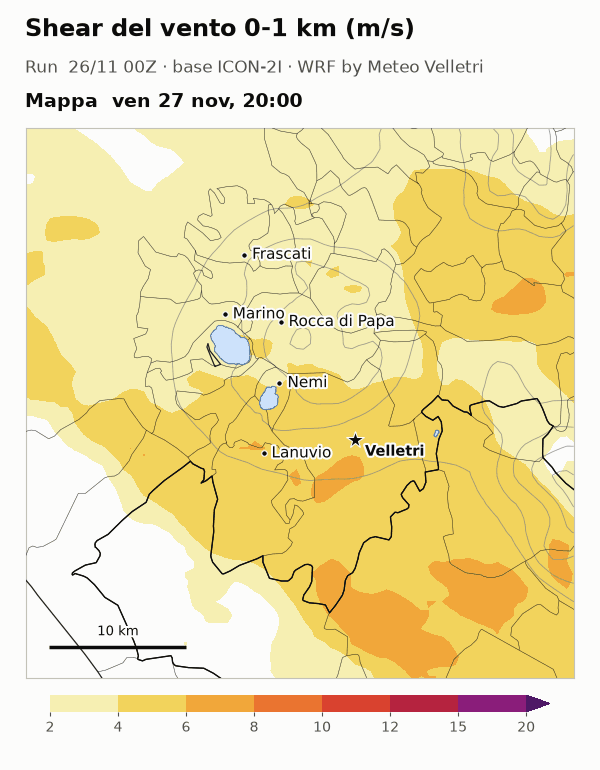 Shear del vento 0-1 km (m/s)
Run  26/11 00Z · base ICON-2I · WRF by Meteo Velletri
Mappa  ven 27 nov, 20:00
Frascati
Marino
Rocca di Papa
Nemi
Velletri
Lanuvio
10 km
2 4 6 8 10 12 15 20